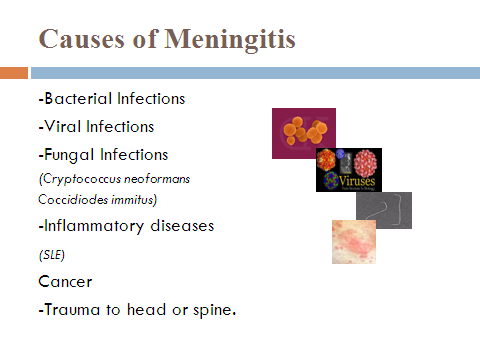 Causes of Meningitis
-Bacterial Infections
-Viral Infections
-Fungal Infections
(Cryptococcus neoformans
Coccidiodes immitus)
-Inflammatory diseases
(SLE)
Cancer
-Trauma to head or spine.
Viruses